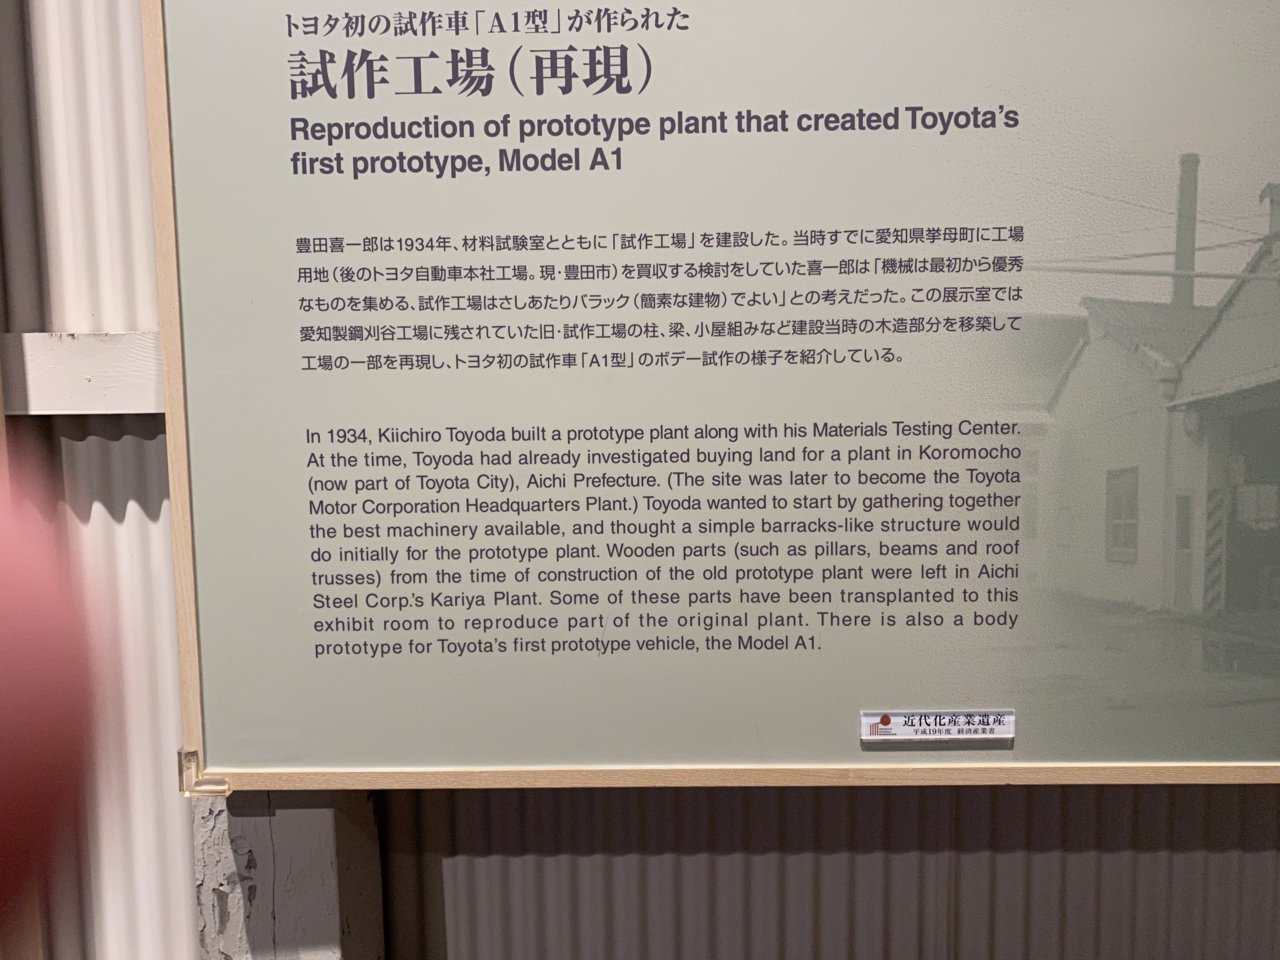 トヨタ初の試作車「A1型」が作られた
試作工場(再現)
Reproduction of prototype plant that created Toyota's
first prototype, Model A1
豊田喜一郎は1934年、材料試験室とともに「試作工場」を建設した。当時すでに愛知県挙母町に工場
用地(後のトヨタ自動車本社工場。現・豊田市)を買収する検討をしていた喜一郎は「機械は最初から優秀
なものを集める、試作工場はさしあたりバラック(簡素な建物)でよい」との考えだった。この展示室では
愛知製鋼刈谷工場に残されていた旧・試作工場の柱、梁、小屋組みなど建設当時の木造部分を移築して
工場の一部を再現し、トヨタ初の試作車「A1型」のボデー試作の様子を紹介している。
In 1934, Kiichiro Toyoda built a prototype plant along with his Materials Testing Center.
At the time, Toyoda had already investigated buying land for a plant in Koromocho
(now part of Toyota City), Aichi Prefecture. (The site was later to become the Toyota
Motor Corporation Headquarters Plant.) Toyoda wanted to start by gathering together
the best machinery available, and thought a simple barracks-like structure would
do initially for the prototype plant. Wooden parts (such as pillars, beams and roof
trusses) from the time of construction of the old prototype plant were left in Aichi
Steel Corp.'s Kariya Plant. Some of these parts have been transplanted to this
exhibit room to reproduce part of the original plant. There is also a body
prototype for Toyota's first prototype vehicle, the Model A1.
近代化産業遺産
平成19年度 経済産業省